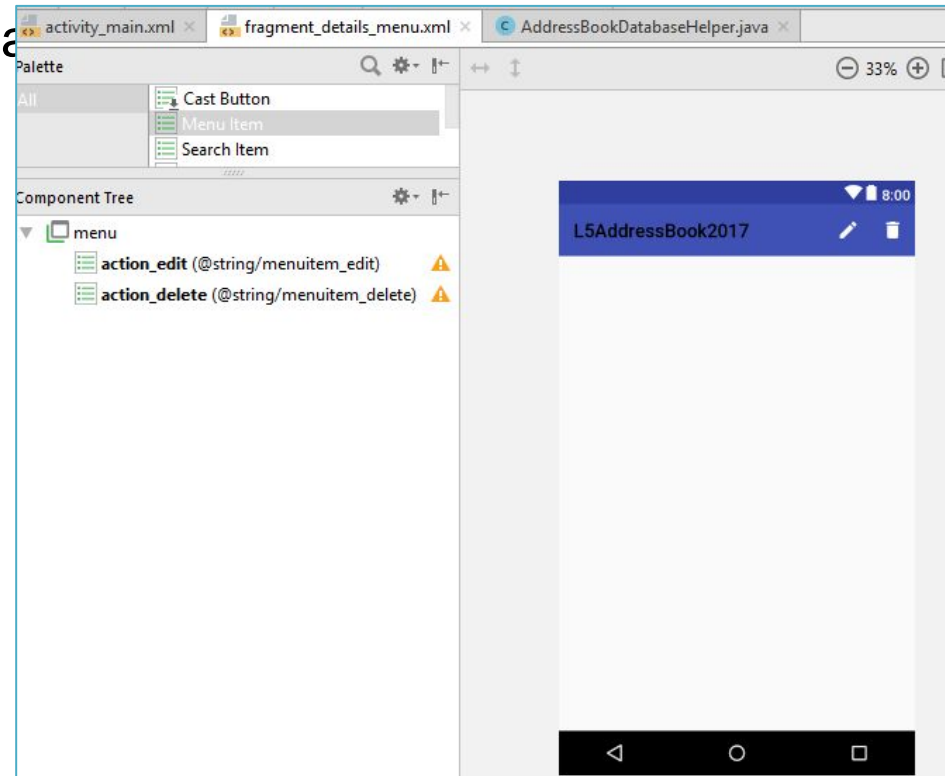 a
activity_main.xml
fragment_details_menu.xml
AddressBookDatabaseHelper.java
Palette
33%
All
Cast Button
Menu Item
Search Item
Component Tree
menu
action_edit (@string/menuitem_edit)
action_delete (@string/menuitem_delete)
8:00
L5AddressBook2017